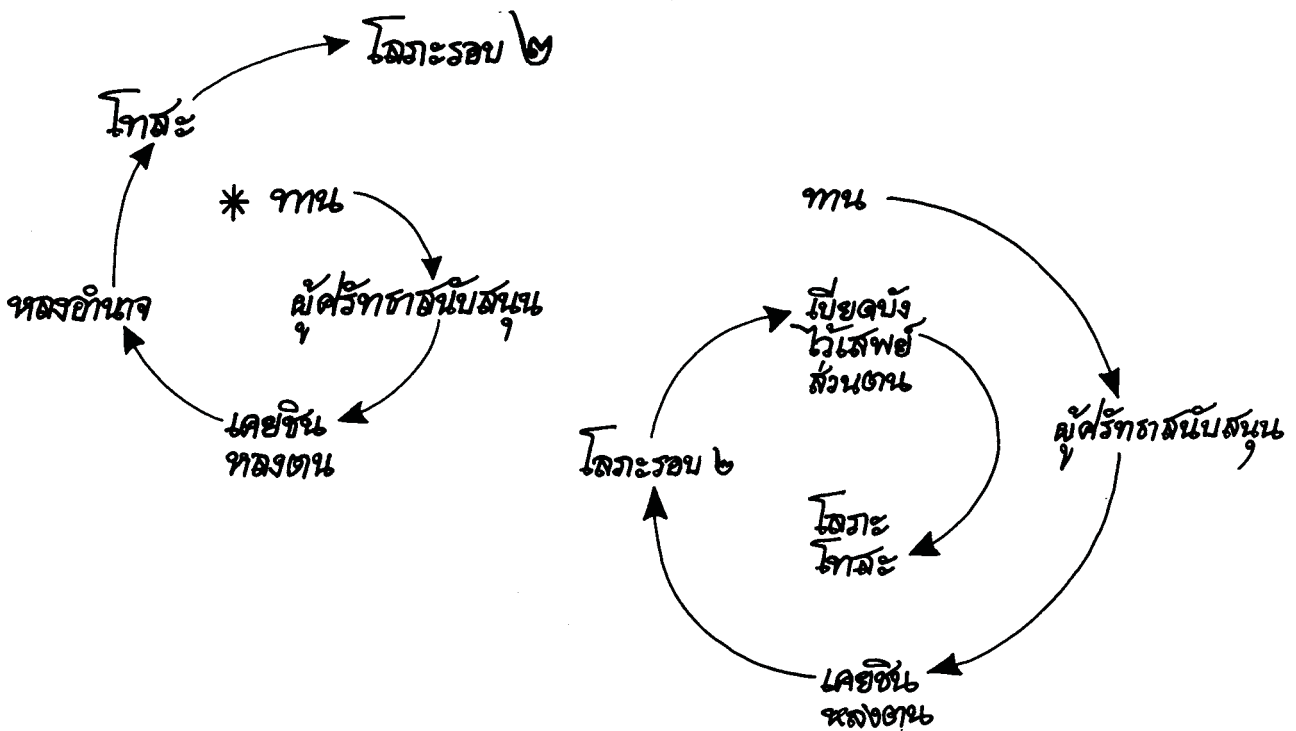 โลภะรอบ ๒
โทสะ
* ทาน
หลงอำนาจ
ผู้ศรัทธาสนับสนุน
เคยชิน
หลงตน
ทาน
เบียดบัง
ไว้เสพย์
ส่วนตน
ผู้ศรัทธาสนับสนุน
โลภะรอบ ๒
โลภะ
โทสะ
เคยชิน
หลงตน